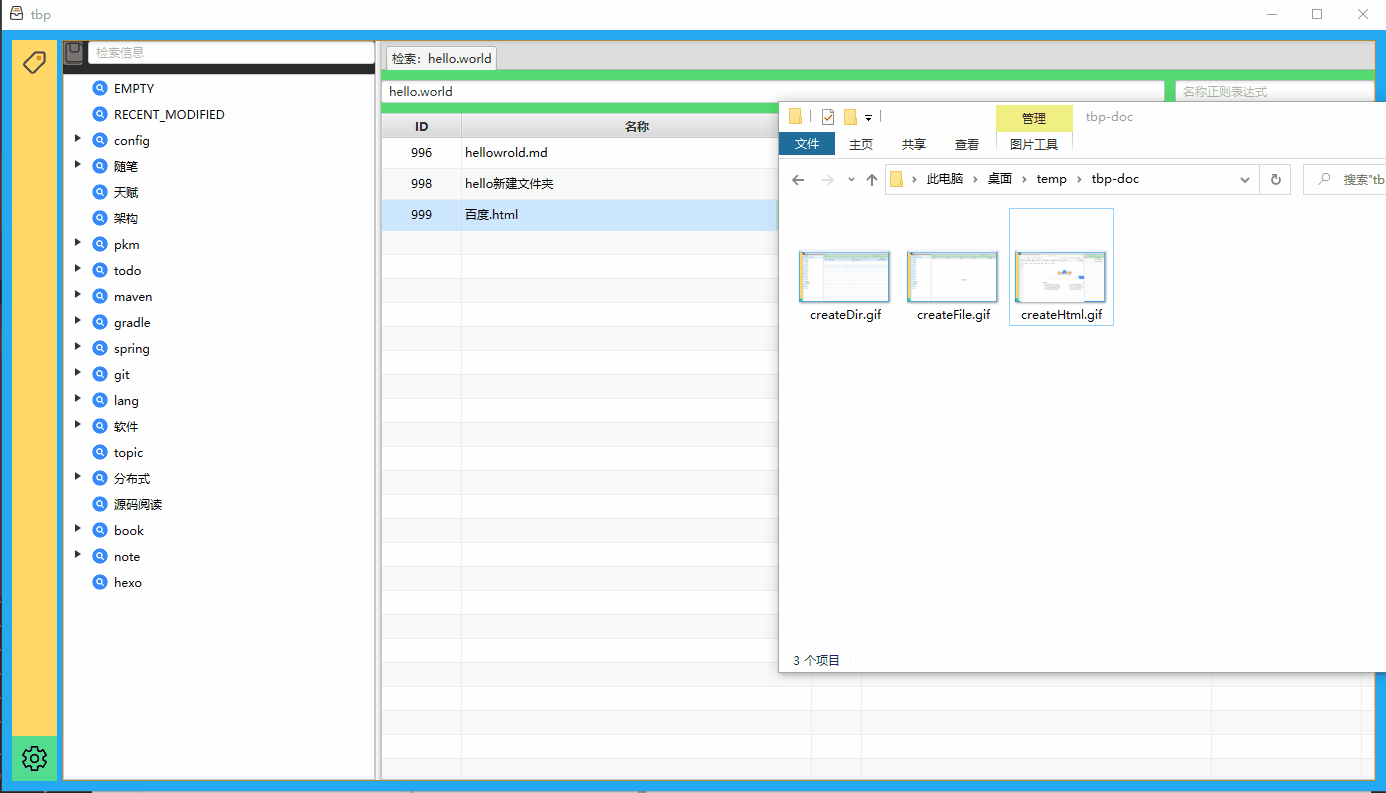 tbp
检索信息
EMPTY
RECENT_MODIFIED
config
随笔
天赋
架构
pkm
todo
maven
gradle
spring
git
lang
软件
topic
分布式
源码阅读
book
note
hexo
检索：hello.world
hello.world
名称正则表达式
ID 名称
996 hellowrold.md
998 hello新建文件夹
999 百度.html
管理 tbp-doc
文件 主页 共享 查看 图片工具
此电脑 桌面 temp tbp-doc
搜索"tb
createDir.gif createFile.gif createHtml.gif
3 个项目